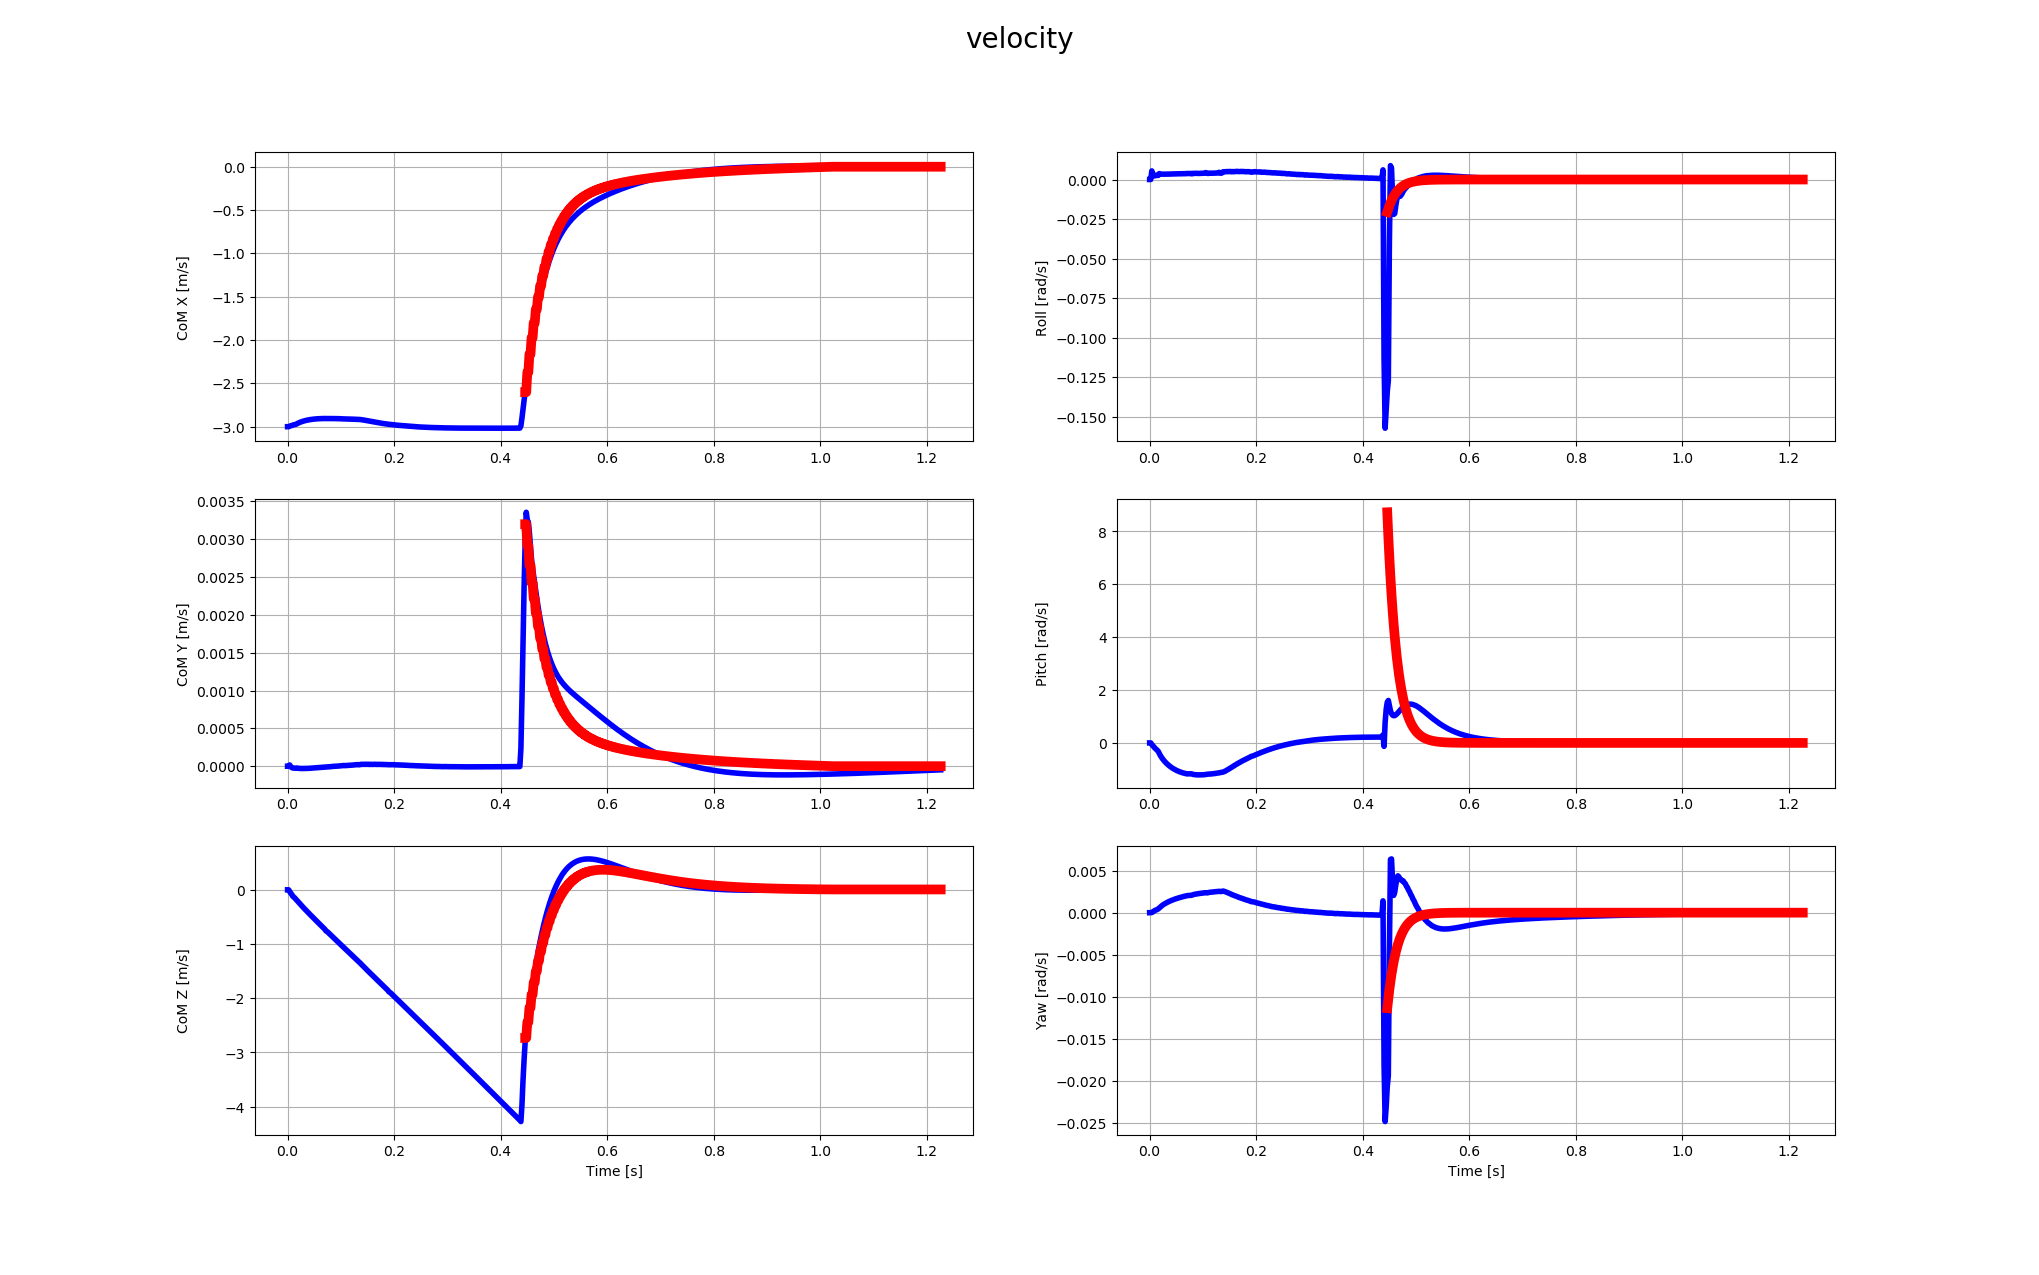 velocity
CoM X [m/s]
0.0
−0.5
−1.0
−1.5
−2.0
−2.5
−3.0
0.0 0.2 0.4 0.6 0.8 1.0 1.2
Roll [rad/s]
0.000
−0.025
−0.050
−0.075
−0.100
−0.125
−0.150
0.0 0.2 0.4 0.6 0.8 1.0 1.2
CoM Y [m/s]
0.0035
0.0030
0.0025
0.0020
0.0015
0.0010
0.0005
0.0000
0.0 0.2 0.4 0.6 0.8 1.0 1.2
Pitch [rad/s]
8
6
4
2
0
0.0 0.2 0.4 0.6 0.8 1.0 1.2
CoM Z [m/s]
0
−1
−2
−3
−4
0.0 0.2 0.4 0.6 0.8 1.0 1.2
Time [s]
Yaw [rad/s]
0.005
0.000
−0.005
−0.010
−0.015
−0.020
−0.025
0.0 0.2 0.4 0.6 0.8 1.0 1.2
Time [s]